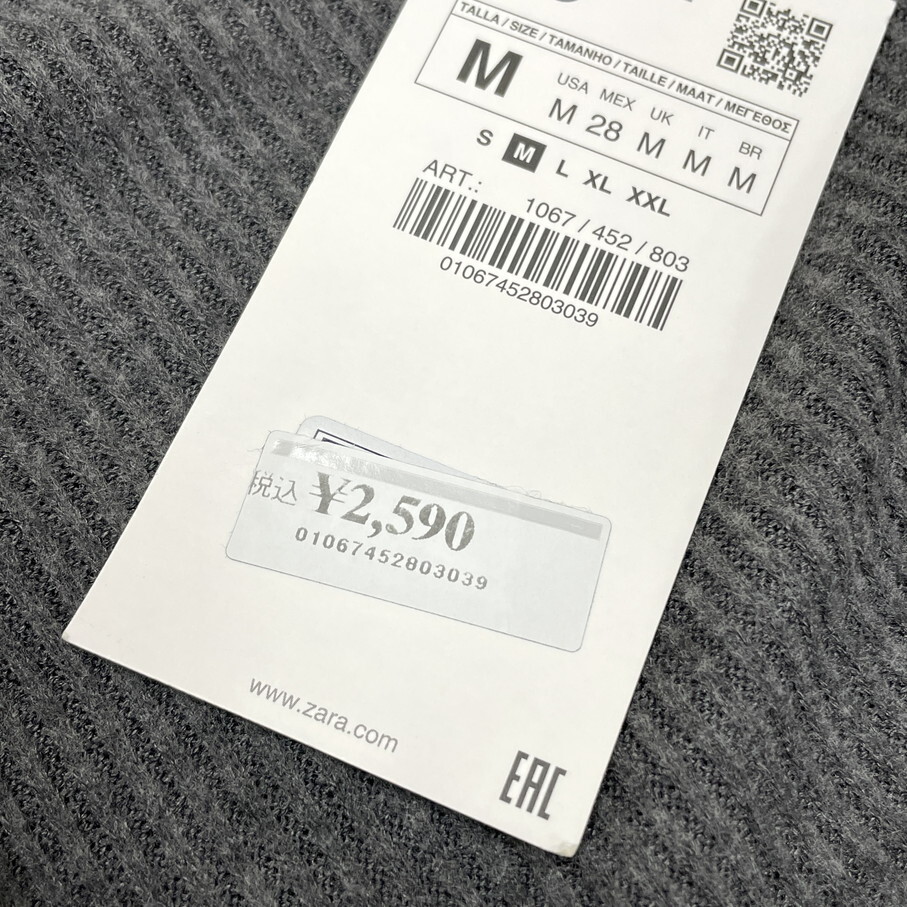 TALLA / SIZE / TAMANHO / TAILLE / MAAT / ΜΕΓΕΘΟΣ
M
USA MEX UK IT BR
M 28 M M M
S M L XL XXL
ART.:
1067 / 452 / 803
01067452803039
税込 ¥2,590
01067452803039
www.zara.com
EAC